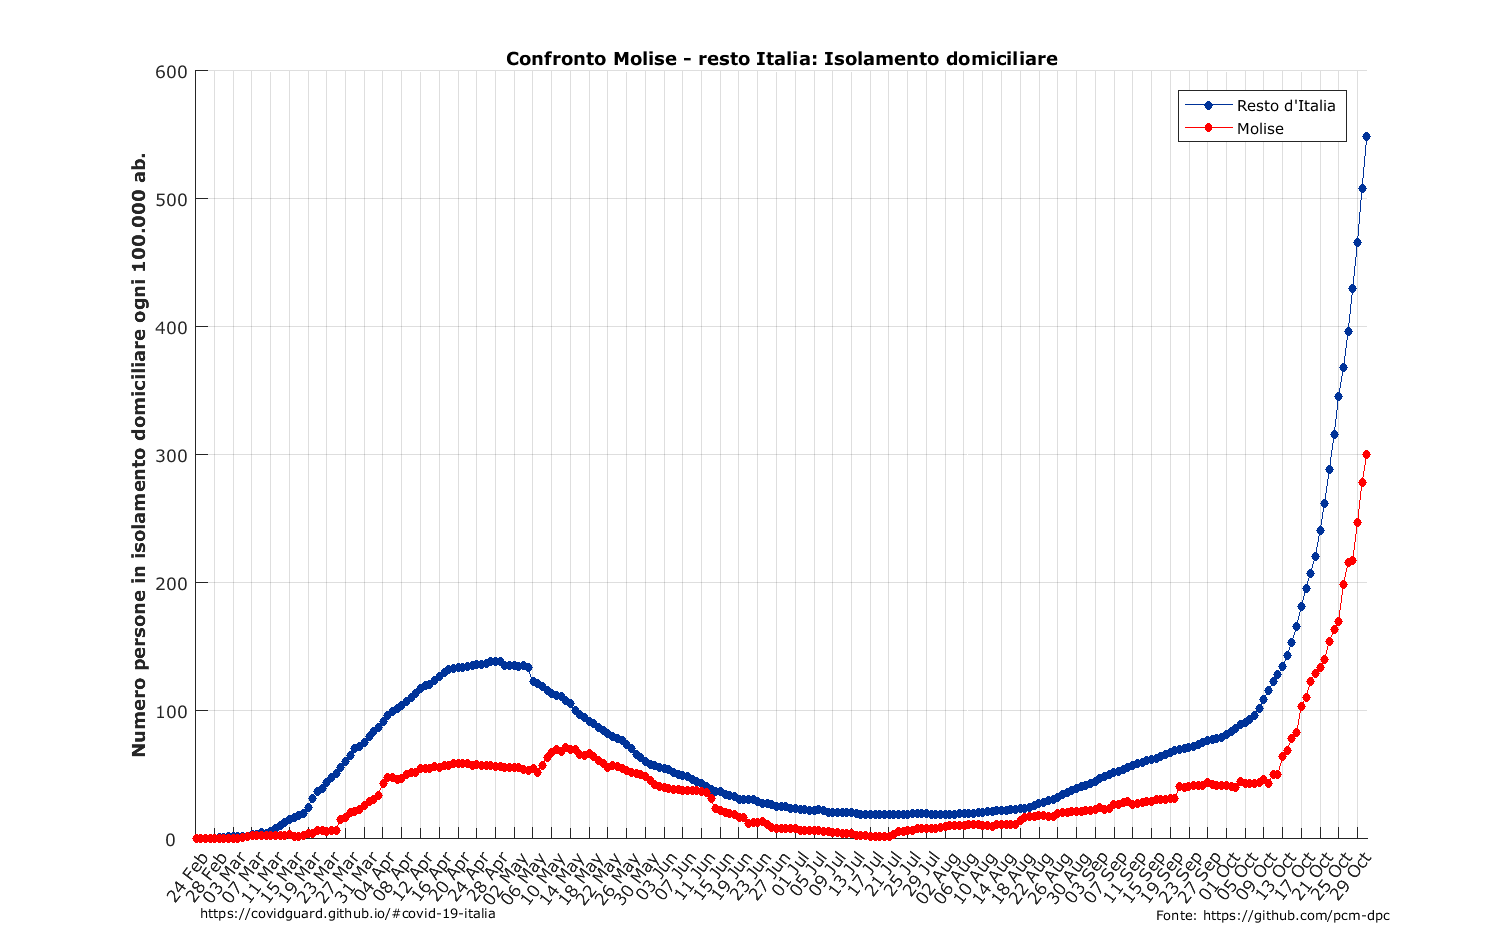 Confronto Molise - resto Italia: Isolamento domiciliare
Numero persone in isolamento domiciliare ogni 100.000 ab.
600
500
400
300
200
100
0
Resto d'Italia
Molise
24 Feb
28 Feb
03 Mar
07 Mar
11 Mar
15 Mar
19 Mar
23 Mar
27 Mar
31 Mar
04 Apr
08 Apr
12 Apr
16 Apr
20 Apr
24 Apr
28 Apr
02 May
06 May
10 May
14 May
18 May
22 May
26 May
30 May
03 Jun
07 Jun
11 Jun
15 Jun
19 Jun
23 Jun
27 Jun
01 Jul
05 Jul
09 Jul
13 Jul
17 Jul
21 Jul
25 Jul
29 Jul
02 Aug
06 Aug
10 Aug
14 Aug
18 Aug
22 Aug
26 Aug
30 Aug
03 Sep
07 Sep
11 Sep
15 Sep
19 Sep
23 Sep
27 Sep
01 Oct
05 Oct
09 Oct
13 Oct
17 Oct
21 Oct
25 Oct
29 Oct
https://covidguard.github.io/#covid-19-italia
Fonte: https://github.com/pcm-dpc